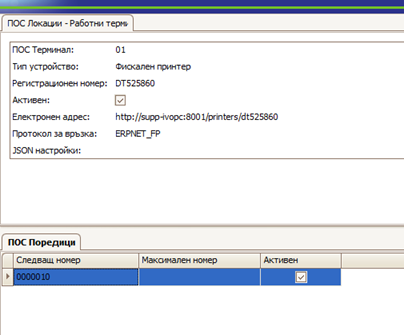 ПОС Локации - Работни терми
ПОС Терминал: 01
Тип устройство: Фискален принтер
Регистрационен номер: DT525860
Активен:
Електронен адрес: http://supp-ivopc:8001/printers/dt525860
Протокол за връзка: ERPNET_FP
JSON настройки:
ПОС Поредици
Следващ номер Максимален номер Активен
0000010